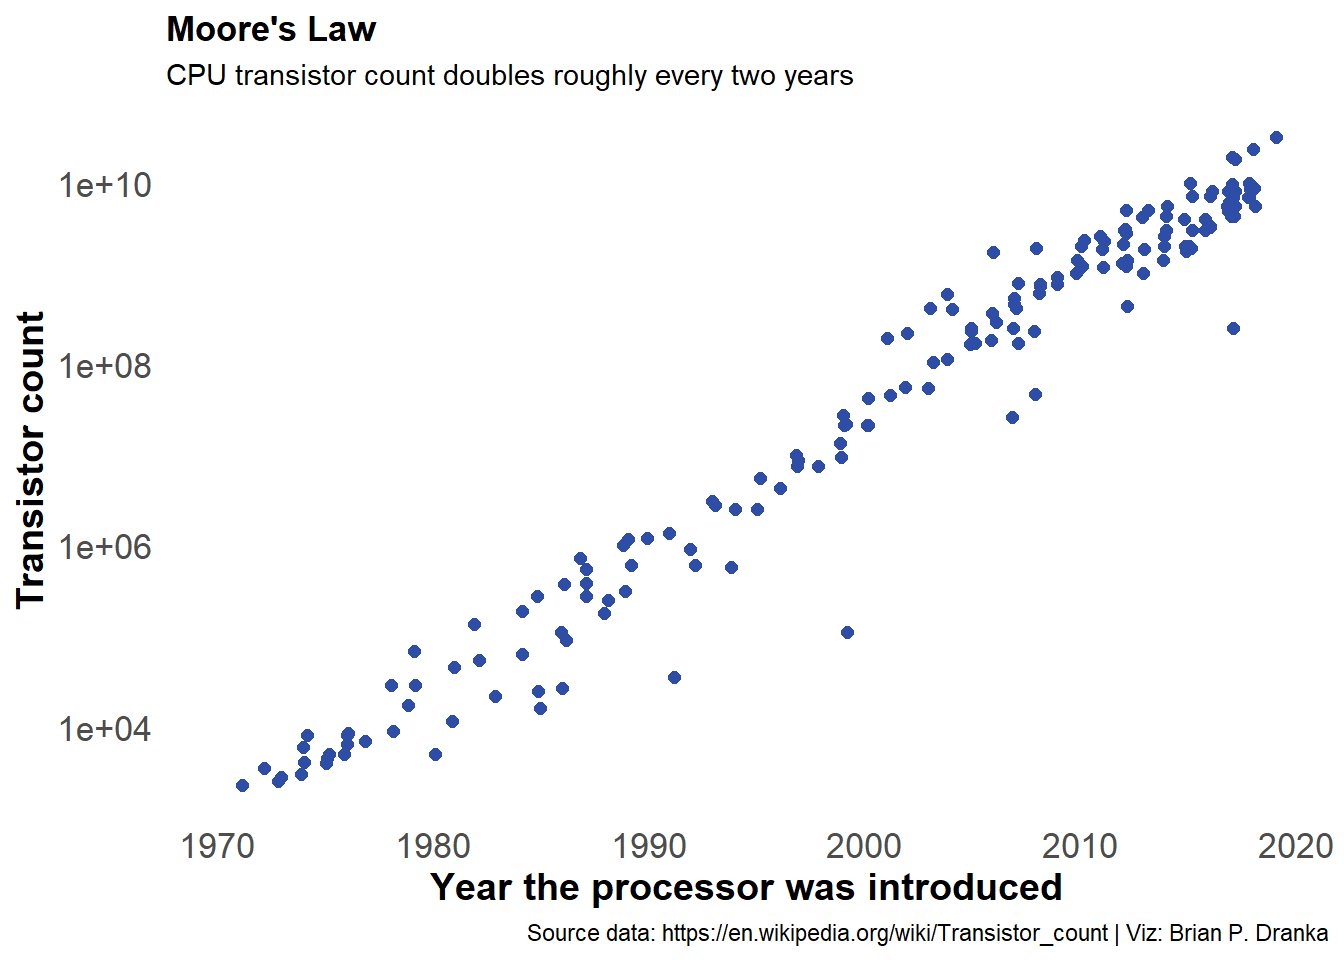 Moore's Law
CPU transistor count doubles roughly every two years
Transistor count
1e+10
1e+08
1e+06
1e+04
1970 1980 1990 2000 2010 2020
Year the processor was introduced
Source data: https://en.wikipedia.org/wiki/Transistor_count | Viz: Brian P. Dranka